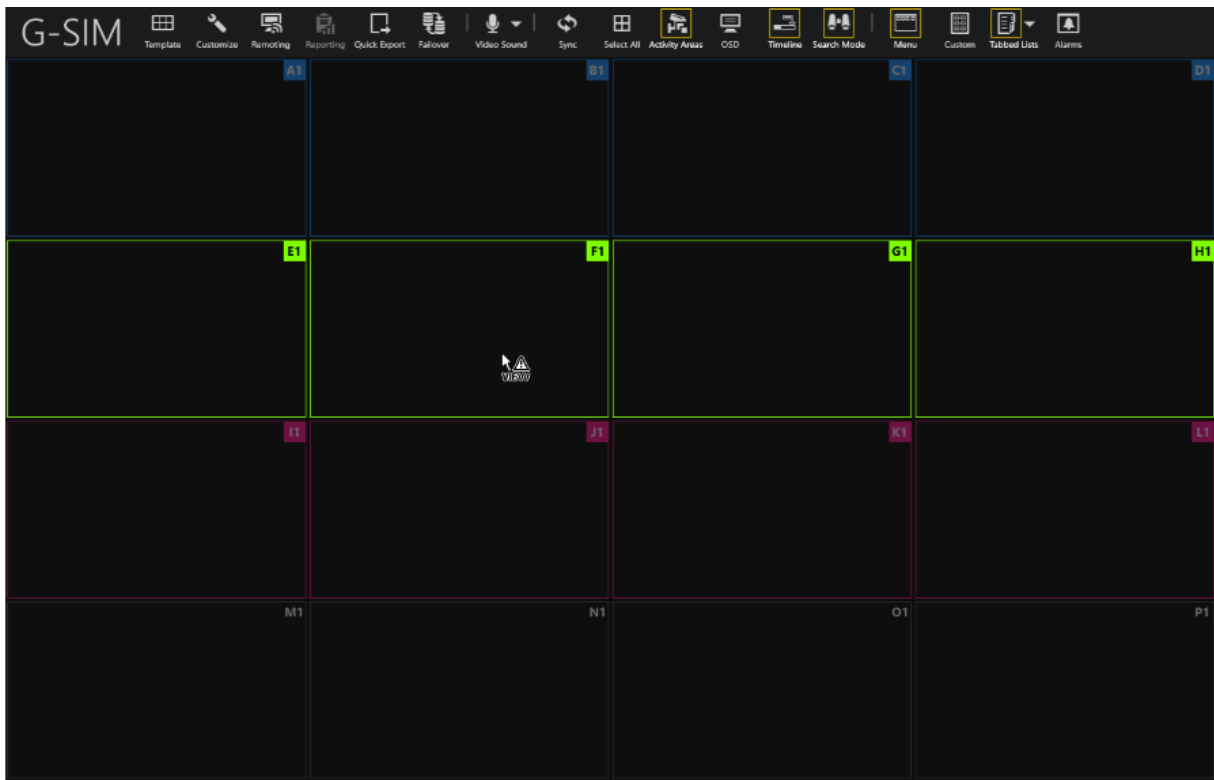 G-SIM
Template Customize Remoting Reporting Quick Export Failover Video Sound Sync Select All Activity Areas OSD Timeline Search Mode Menu Custom Tabbed Lists Alarms
A1 B1 C1 D1
E1 F1 G1 H1
VIEW
I1 J1 K1 L1
M1 N1 O1 P1